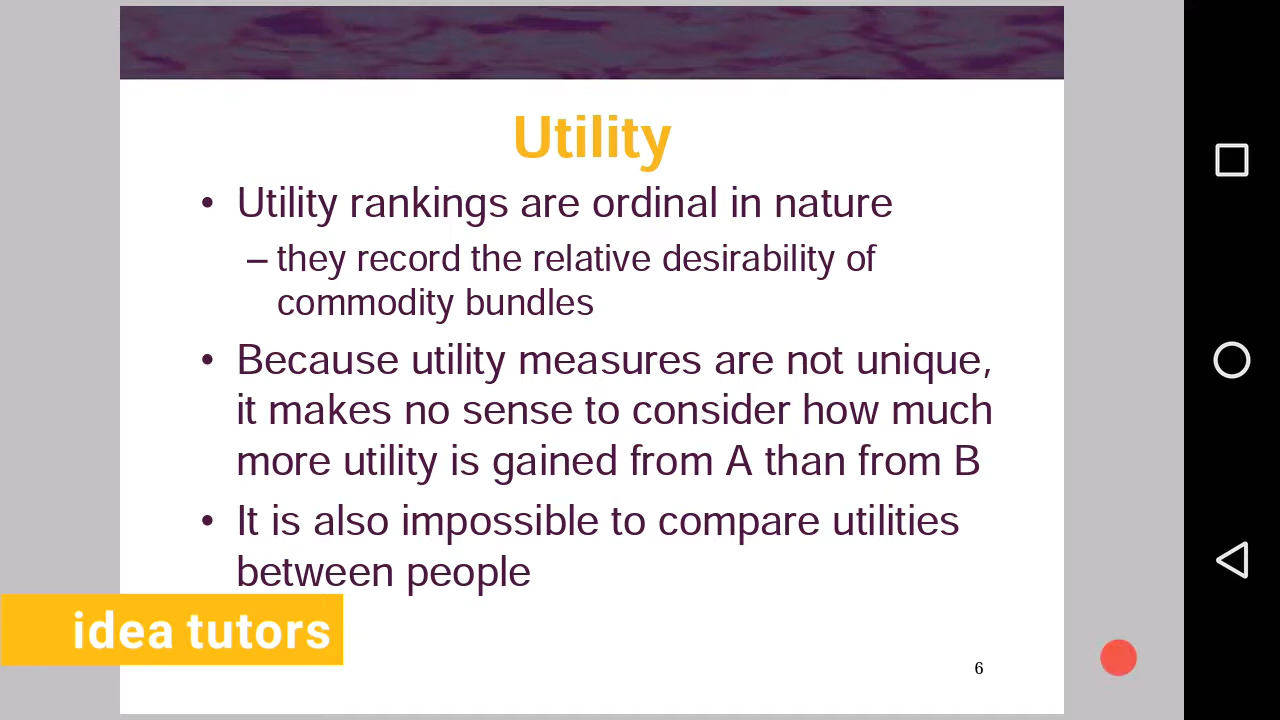 Utility
• Utility rankings are ordinal in nature
– they record the relative desirability of
commodity bundles
• Because utility measures are not unique,
it makes no sense to consider how much
more utility is gained from A than from B
• It is also impossible to compare utilities
between people
idea tutors
6